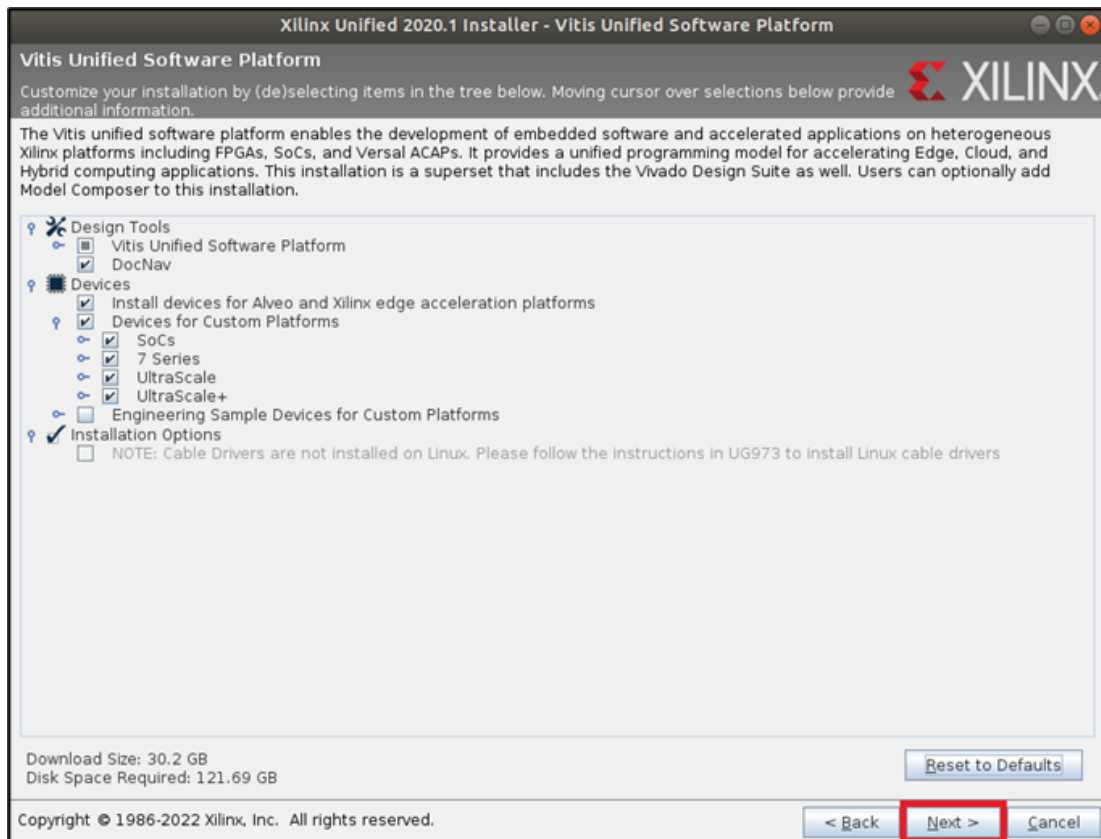 Xilinx Unified 2020.1 Installer - Vitis Unified Software Platform
Vitis Unified Software Platform
Customize your installation by (de)selecting items in the tree below. Moving cursor over selections below provide
additional information.
XILINX
The Vitis unified software platform enables the development of embedded software and accelerated applications on heterogeneous
Xilinx platforms including FPGAs, SoCs, and Versal ACAPs. It provides a unified programming model for accelerating Edge, Cloud, and
Hybrid computing applications. This installation is a superset that includes the Vivado Design Suite as well. Users can optionally add
Model Composer to this installation.
Design Tools
Vitis Unified Software Platform
DocNav
Devices
Install devices for Alveo and Xilinx edge acceleration platforms
Devices for Custom Platforms
SoCs
7 Series
UltraScale
UltraScale+
Engineering Sample Devices for Custom Platforms
Installation Options
NOTE: Cable Drivers are not installed on Linux. Please follow the instructions in UG973 to install Linux cable drivers
Download Size: 30.2 GB
Disk Space Required: 121.69 GB
Reset to Defaults
Copyright © 1986-2022 Xilinx, Inc. All rights reserved.
< Back
Next >
Cancel